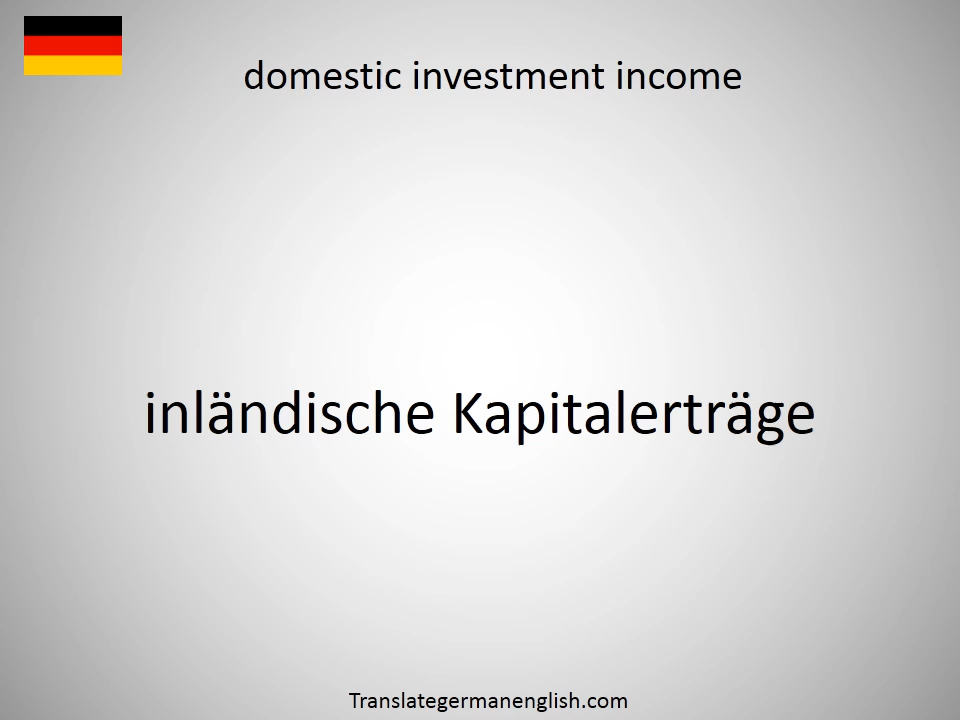 domestic investment income
inländische Kapitalerträge
Translategermanenglish.com